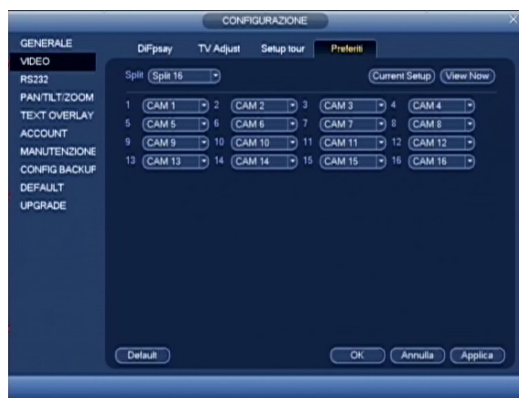 CONFIGURAZIONE
GENERALE
VIDEO
RS232
PAN/TILT/ZOOM
TEXT OVERLAY
ACCOUNT
MANUTENZIONE
CONFIG BACKUP
DEFAULT
UPGRADE
DiFpsay TV Adjust Setup tour Preferiti
Split Split 16 Current Setup View Now
1 CAM 1 2 CAM 2 3 CAM 3 4 CAM 4
5 CAM 5 6 CAM 6 7 CAM 7 8 CAM 8
9 CAM 9 10 CAM 10 11 CAM 11 12 CAM 12
13 CAM 13 14 CAM 14 15 CAM 15 16 CAM 16
Default OK Annulla Applica